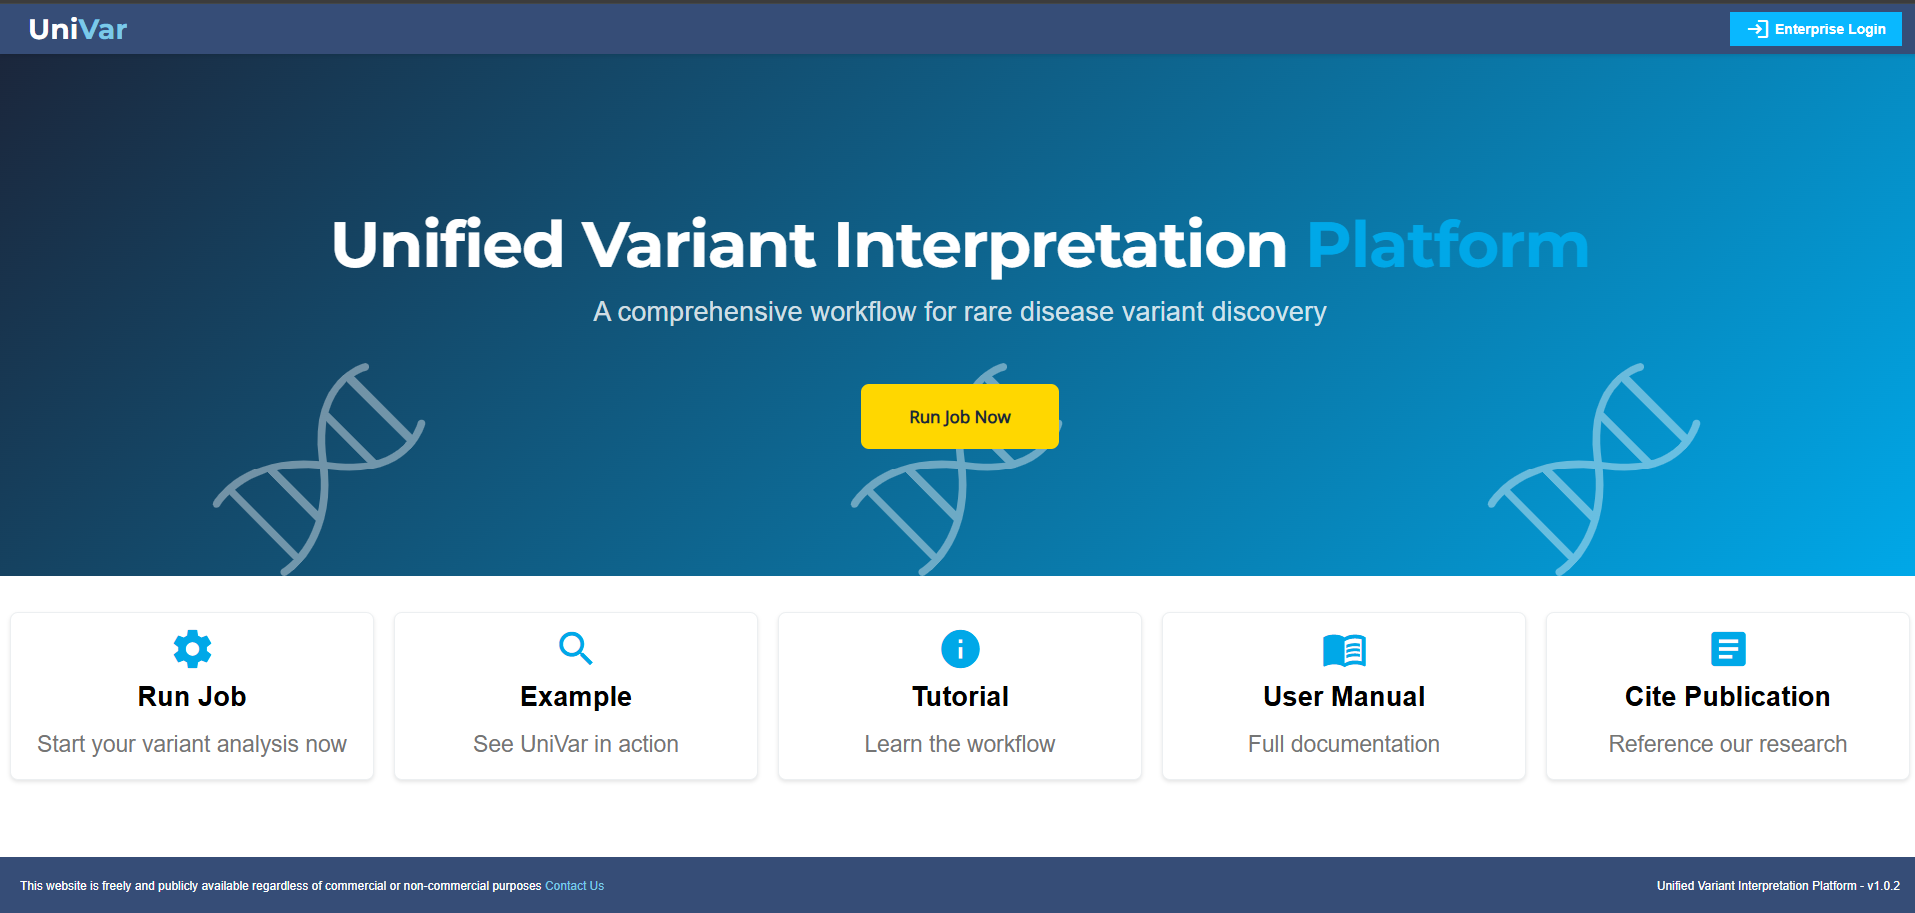 UniVar
Enterprise Login
Unified Variant Interpretation Platform
A comprehensive workflow for rare disease variant discovery
Run Job Now
Run Job
Start your variant analysis now
Example
See UniVar in action
Tutorial
Learn the workflow
User Manual
Full documentation
Cite Publication
Reference our research
This website is freely and publicly available regardless of commercial or non-commercial purposes Contact Us
Unified Variant Interpretation Platform - v1.0.2